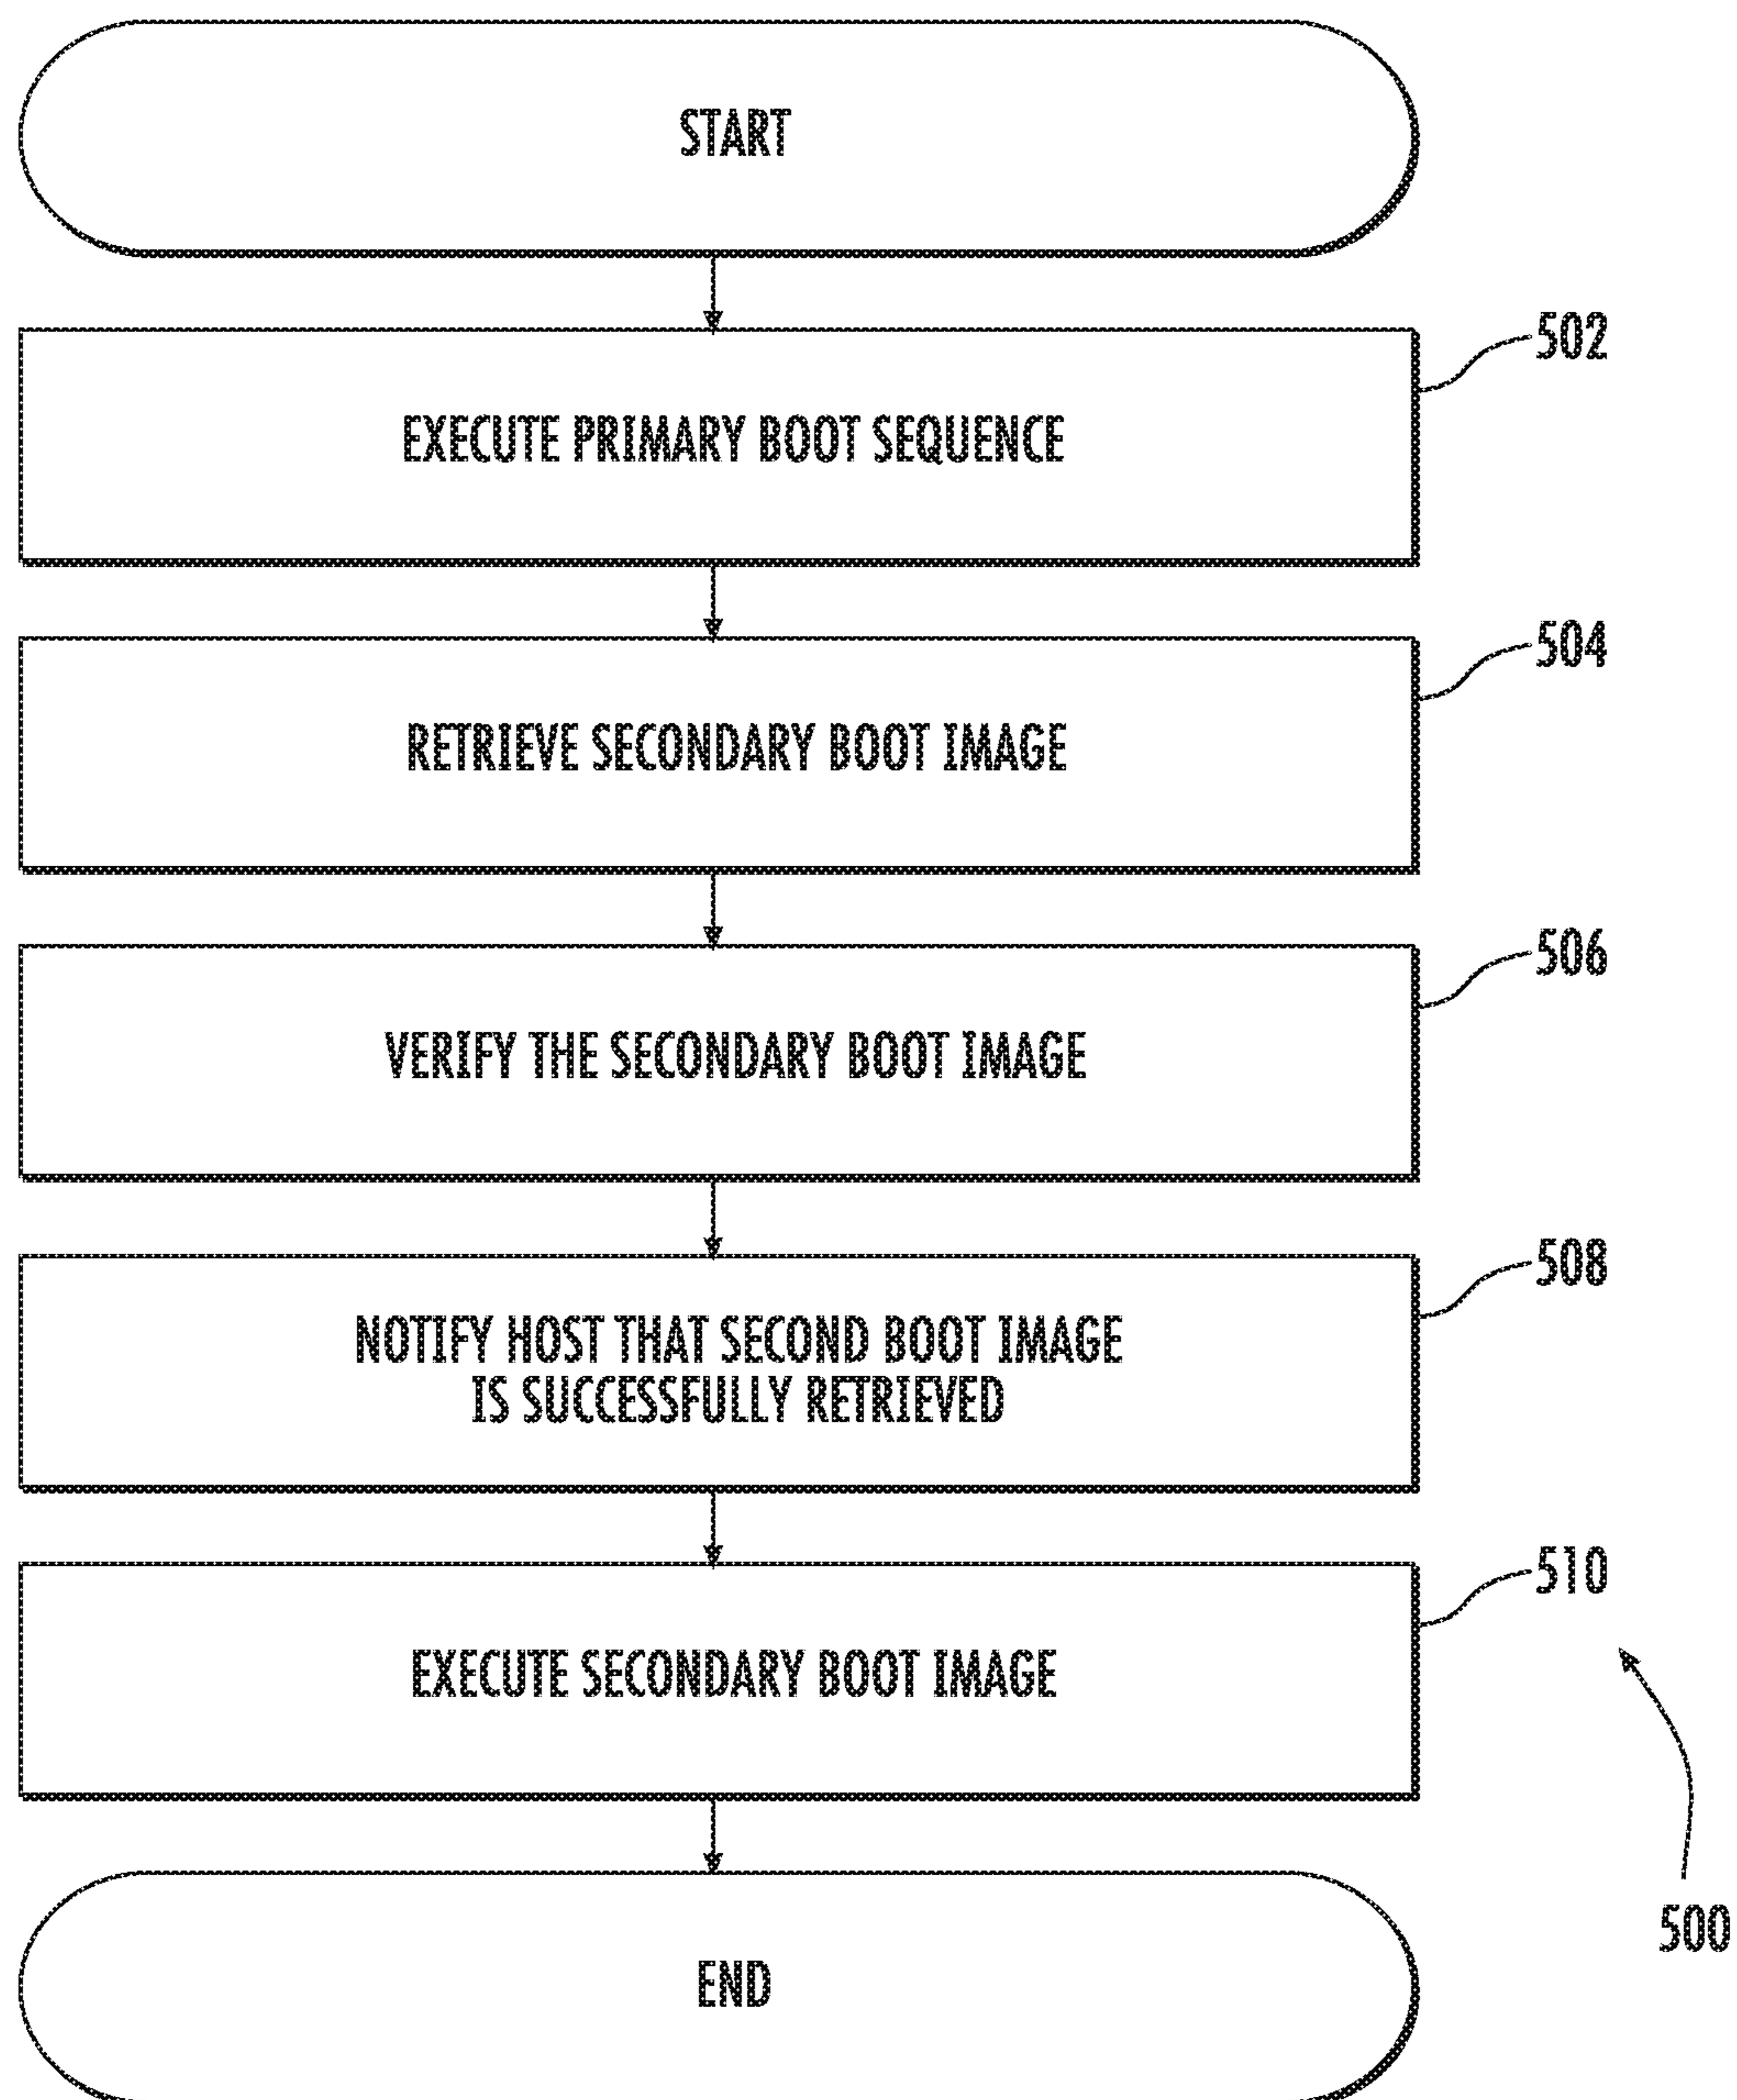 START
502
EXECUTE PRIMARY BOOT SEQUENCE
504
RETRIEVE SECONDARY BOOT IMAGE
506
VERIFY THE SECONDARY BOOT IMAGE
508
NOTIFY HOST THAT SECOND BOOT IMAGE
IS SUCCESSFULLY RETRIEVED
510
EXECUTE SECONDARY BOOT IMAGE
500
END